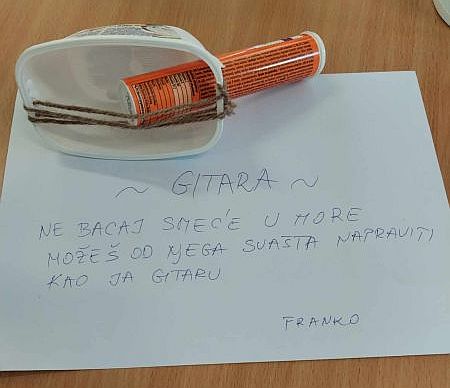 ~ GITARA ~
NE BACAJ SMEĆE U MORE
MOŽEŠ OD NJEGA SVAŠTA NAPRAVITI
KAO JA GITARU
FRANKO